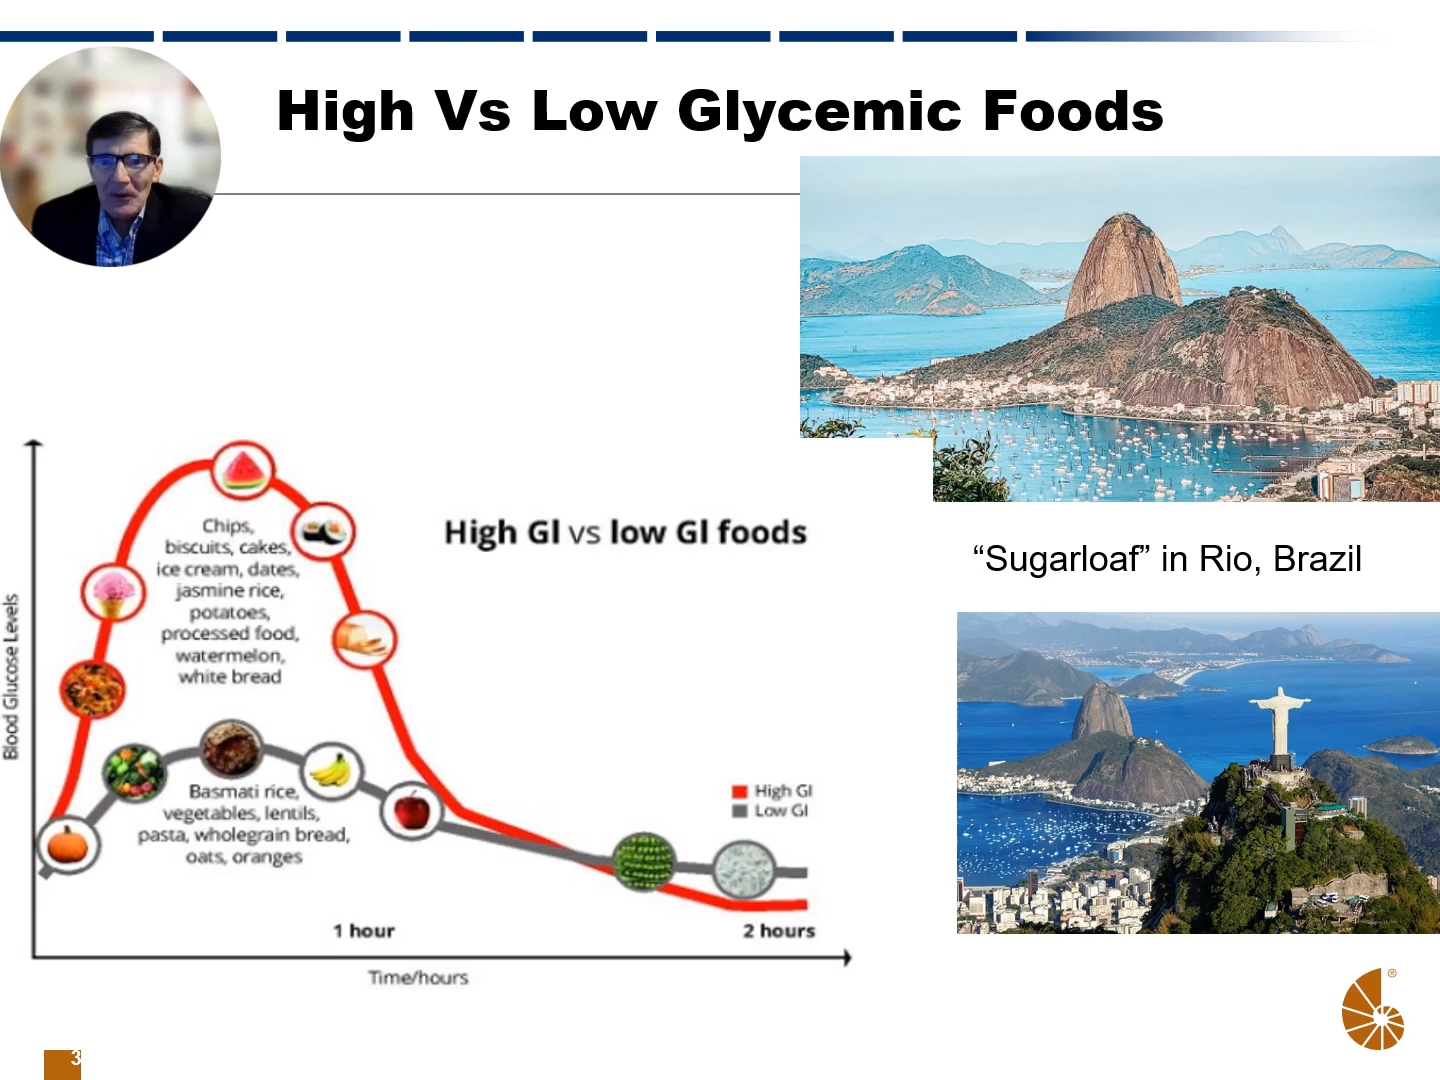 High Vs Low Glycemic Foods
High GI vs low GI foods
Chips,
biscuits, cakes,
ice cream, dates,
jasmine rice,
potatoes,
processed food,
watermelon,
white bread
Basmati rice,
vegetables, lentils,
pasta, wholegrain bread,
oats, oranges
High GI
Low GI
Blood Glucose Levels
1 hour
2 hours
Time/hours
“Sugarloaf” in Rio, Brazil
®
3